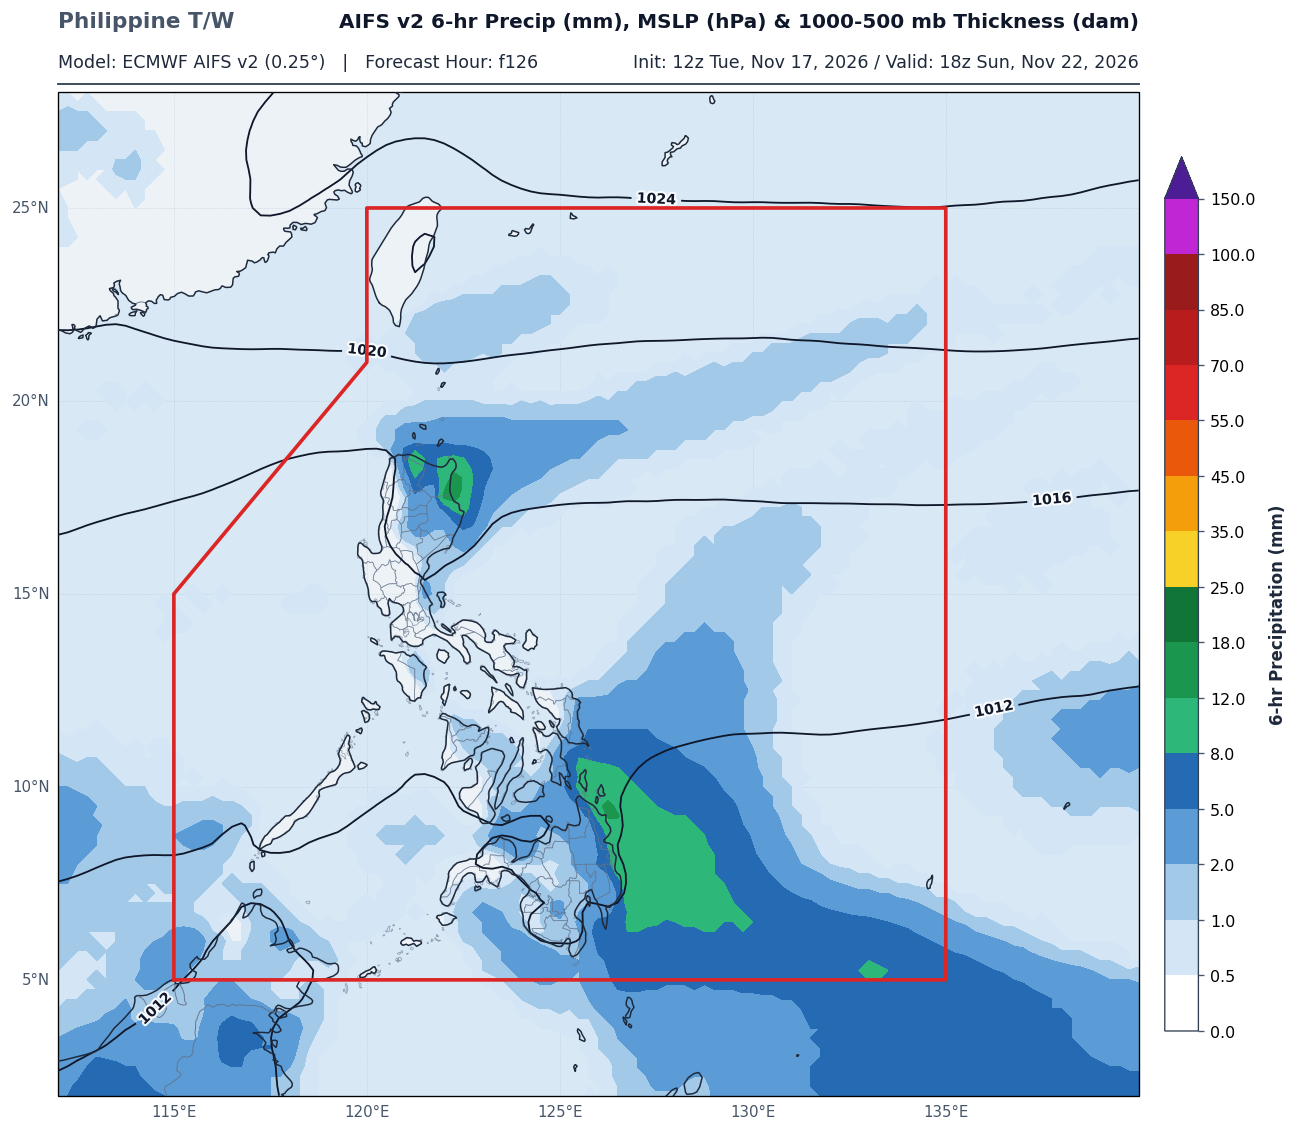 Philippine T/W
AIFS v2 6-hr Precip (mm), MSLP (hPa) & 1000-500 mb Thickness (dam)
Model: ECMWF AIFS v2 (0.25°)   |   Forecast Hour: f126
Init: 12z Tue, Nov 17, 2026 / Valid: 18z Sun, Nov 22, 2026
25°N
20°N
15°N
10°N
5°N
115°E
120°E
125°E
130°E
135°E
1024
1020
1016
1012
1012
150.0
100.0
85.0
70.0
55.0
45.0
35.0
25.0
18.0
12.0
8.0
5.0
2.0
1.0
0.5
0.0
6-hr Precipitation (mm)